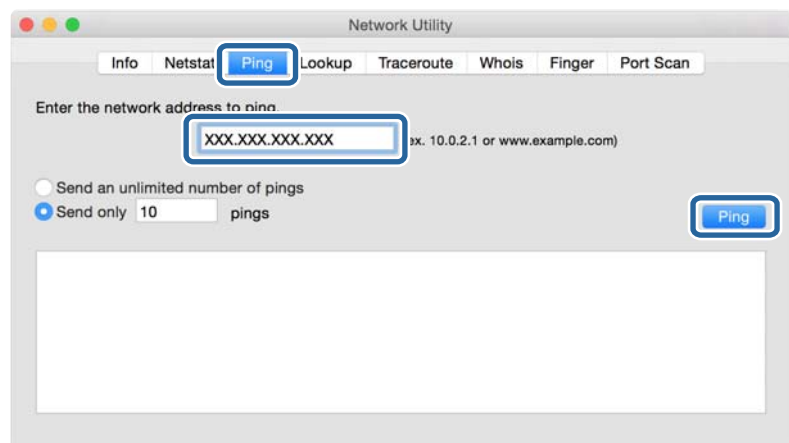 Network Utility
Info Netstat Ping Lookup Traceroute Whois Finger Port Scan
Enter the network address to ping.
XXX.XXX.XXX.XXX ex. 10.0.2.1 or www.example.com)
Send an unlimited number of pings
Send only 10 pings
Ping